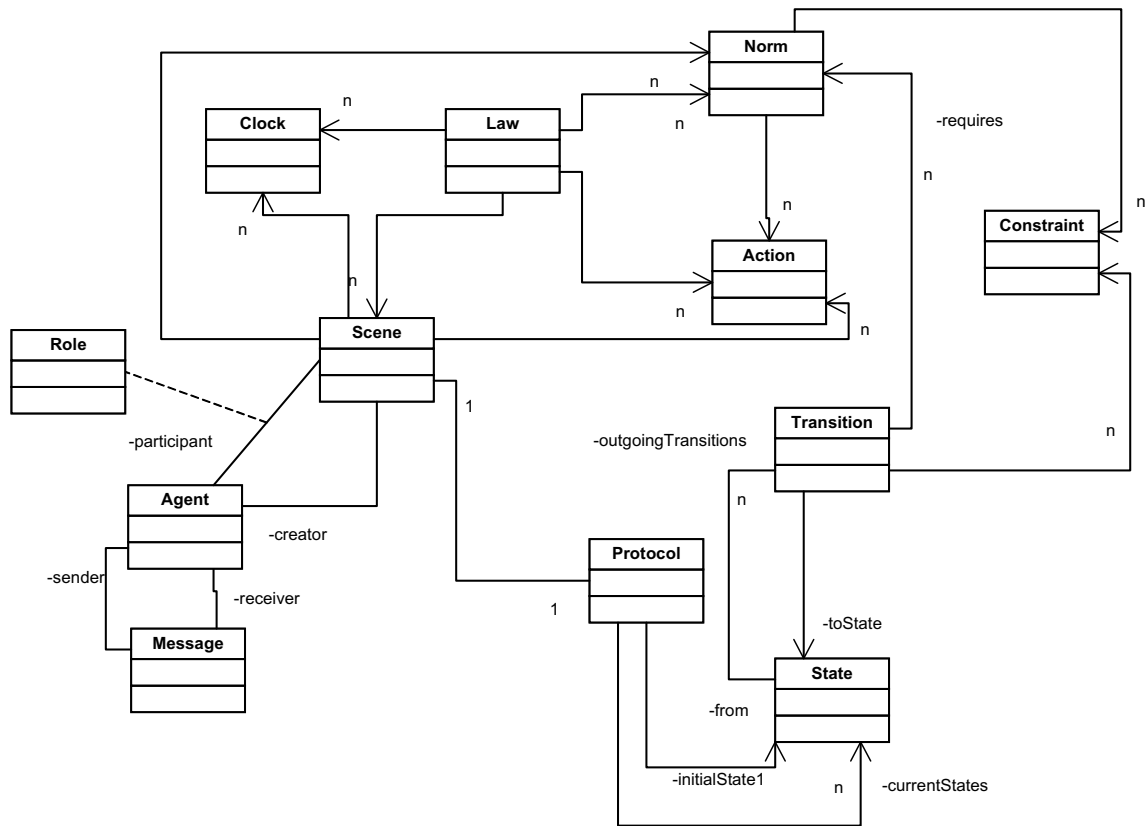 Norm
n
n
Clock
Law
n
-requires
n
n
n
Constraint
n
Action
n
n
n
Scene
Role
1
Transition
-outgoingTransitions
-participant
n
n
Agent
-creator
Protocol
-sender
-receiver
1
-toState
Message
State
-from
-initialState1
n
-currentStates